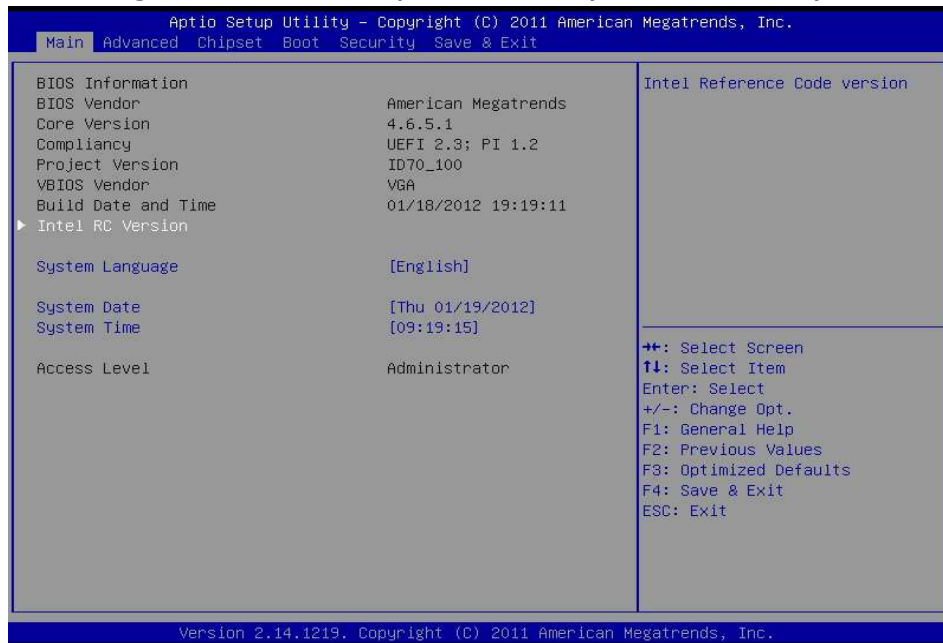 Aptio Setup Utility – Copyright (C) 2011 American Megatrends, Inc.
Main Advanced Chipset Boot Security Save & Exit
BIOS Information
BIOS Vendor American Megatrends
Core Version 4.6.5.1
Compliancy UEFI 2.3; PI 1.2
Project Version ID70_100
VBIOS Vendor VGA
Build Date and Time 01/18/2012 19:19:11
Intel RC Version
System Language [English]
System Date [Thu 01/19/2012]
System Time [09:19:15]
Access Level Administrator
Intel Reference Code version
→←: Select Screen
↑↓: Select Item
Enter: Select
+/-: Change Opt.
F1: General Help
F2: Previous Values
F3: Optimized Defaults
F4: Save & Exit
ESC: Exit
Version 2.14.1219. Copyright (C) 2011 American Megatrends, Inc.